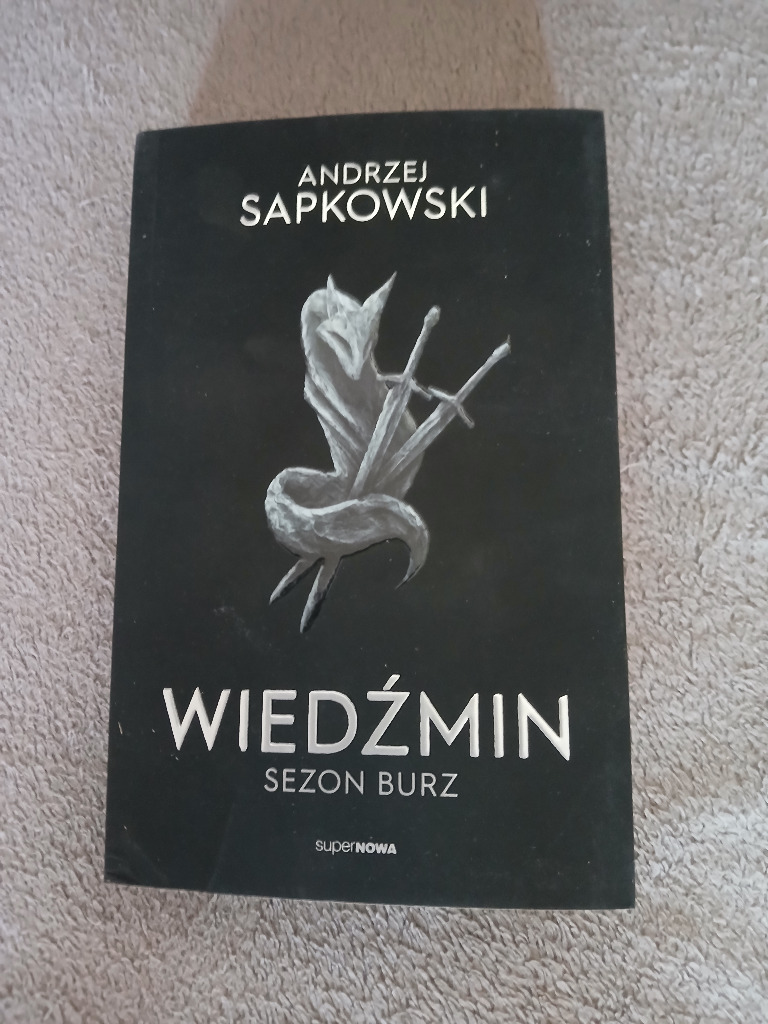 ANDRZEJ
SAPKOWSKI
WIEDŹMIN
SEZON BURZ
superNOWA